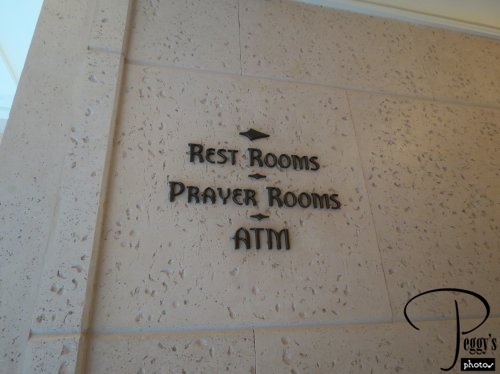 REST ROOMS
PRAYER ROOMS
ATM
Peggy's
photos